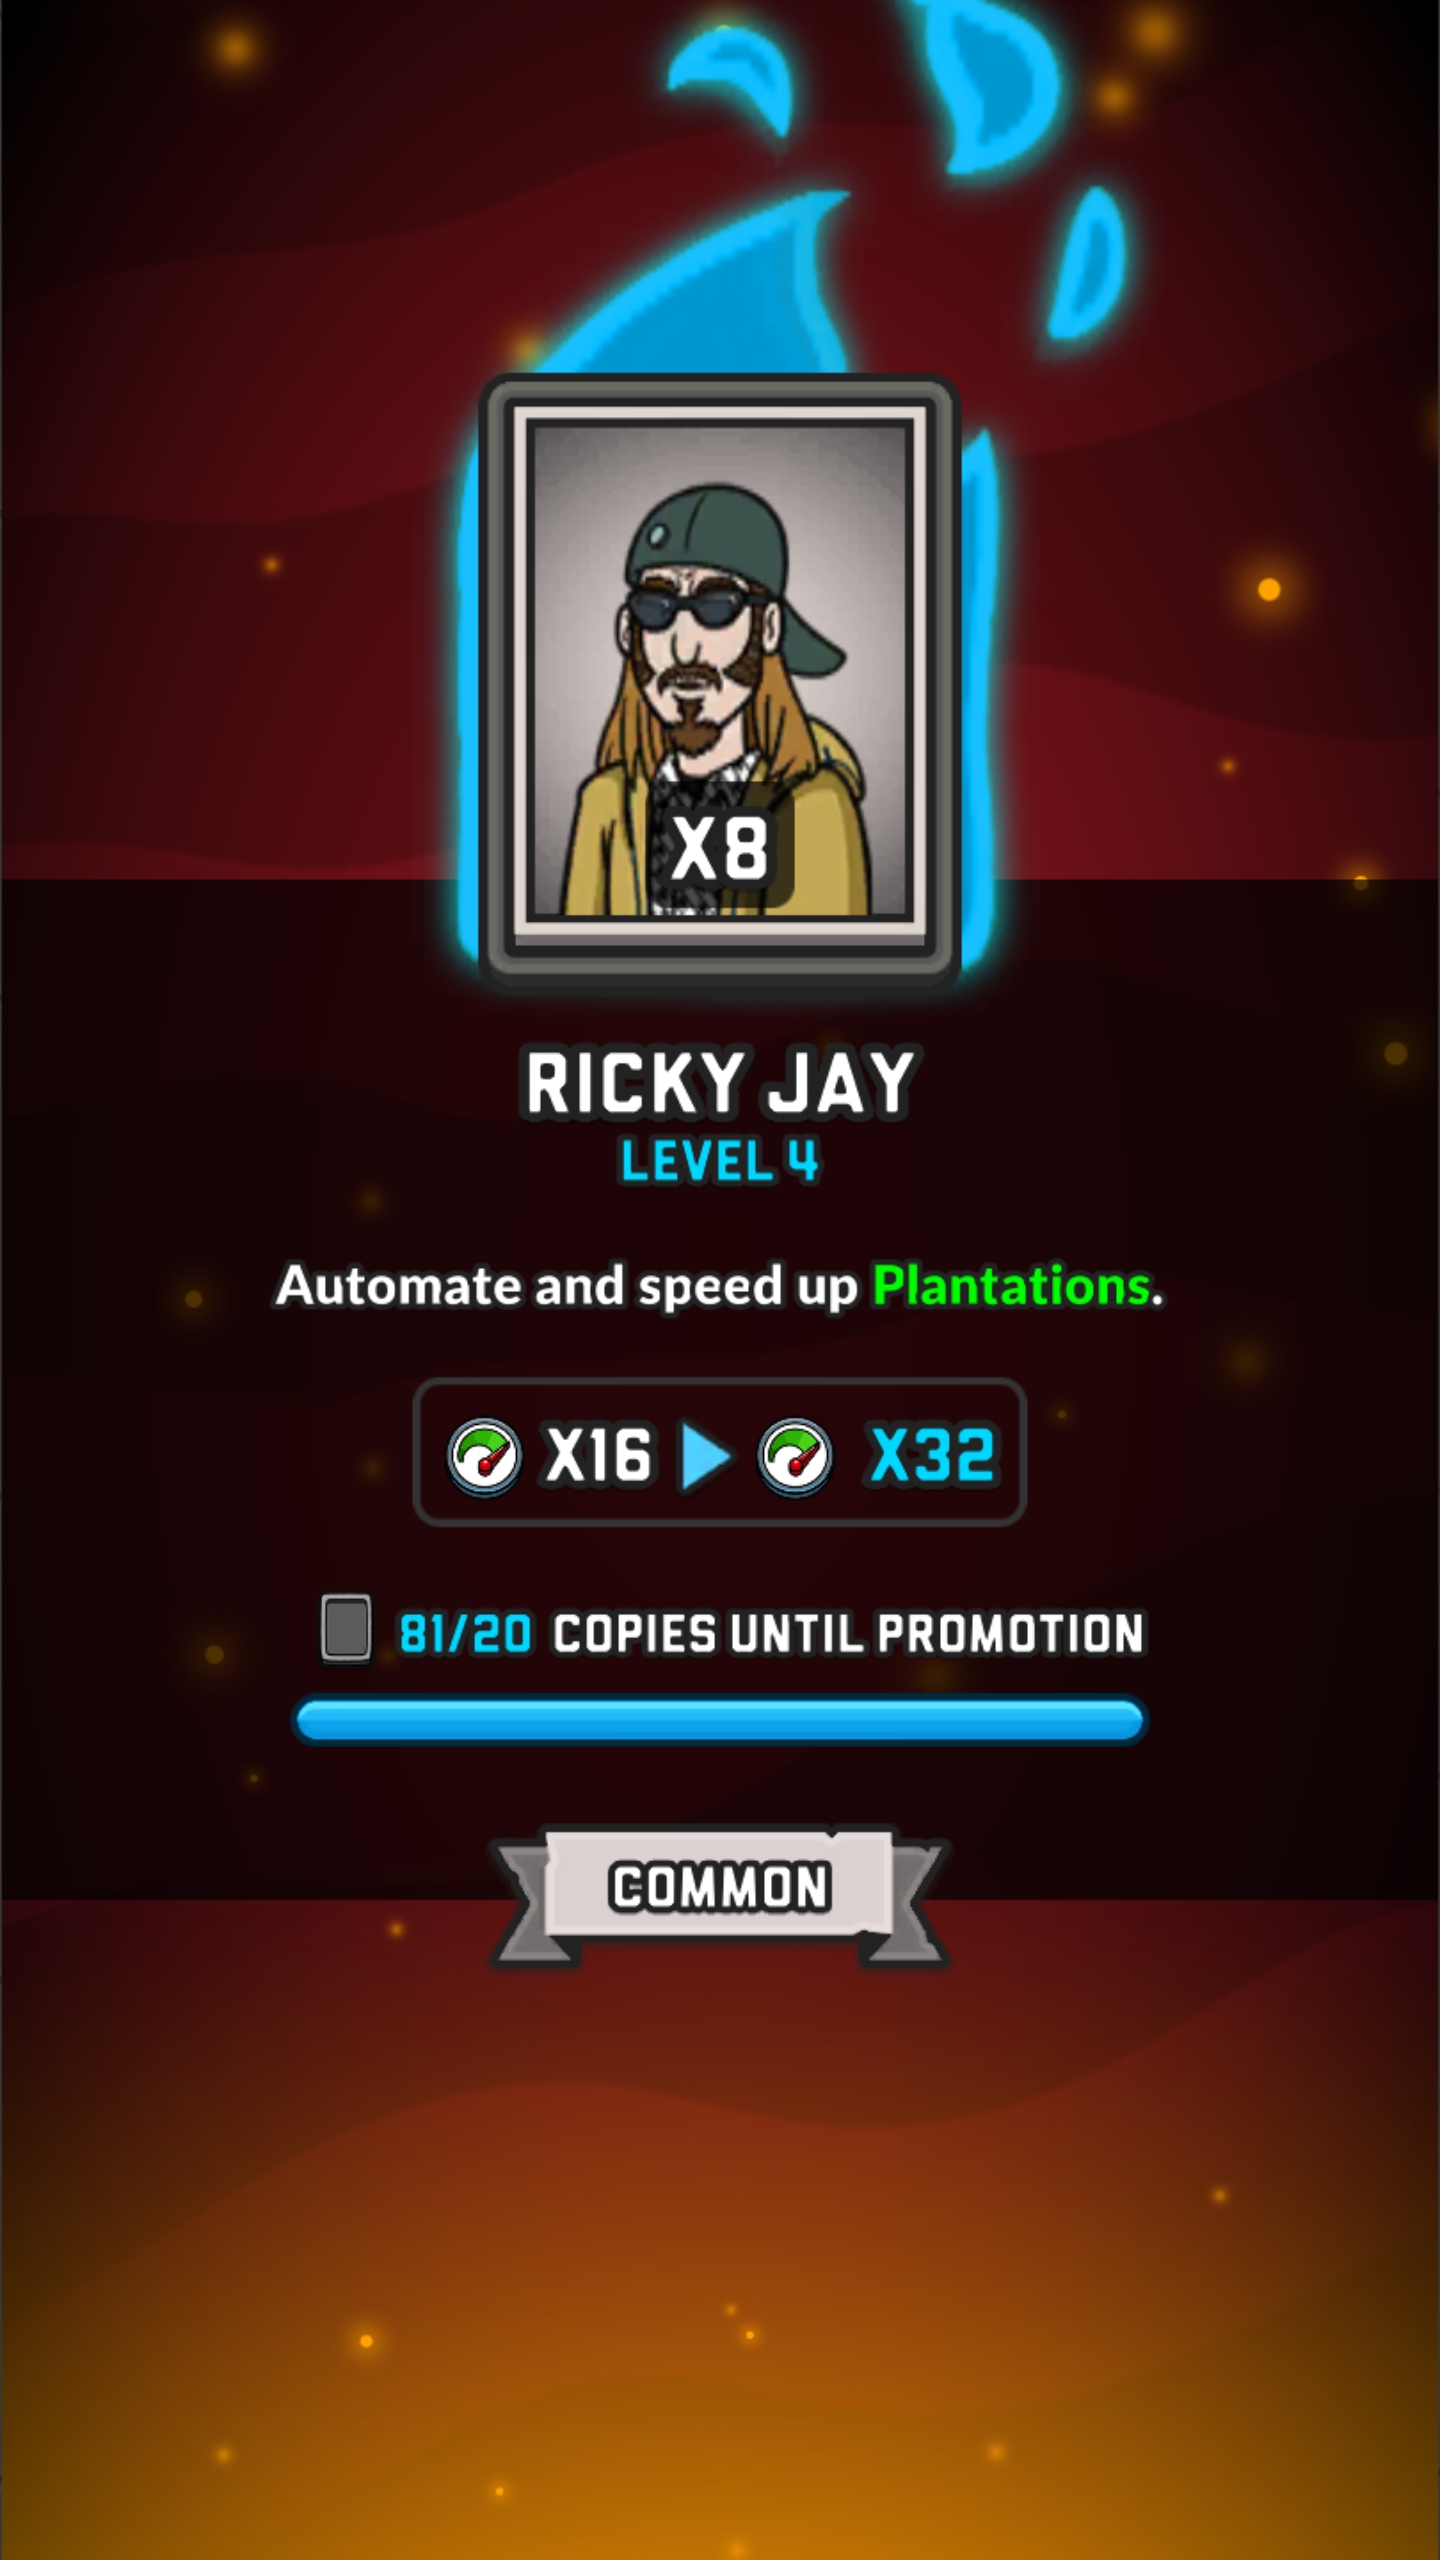 X8
RICKY JAY
LEVEL 4
Automate and speed up Plantations.
X16 X32
81/20 COPIES UNTIL PROMOTION
COMMON